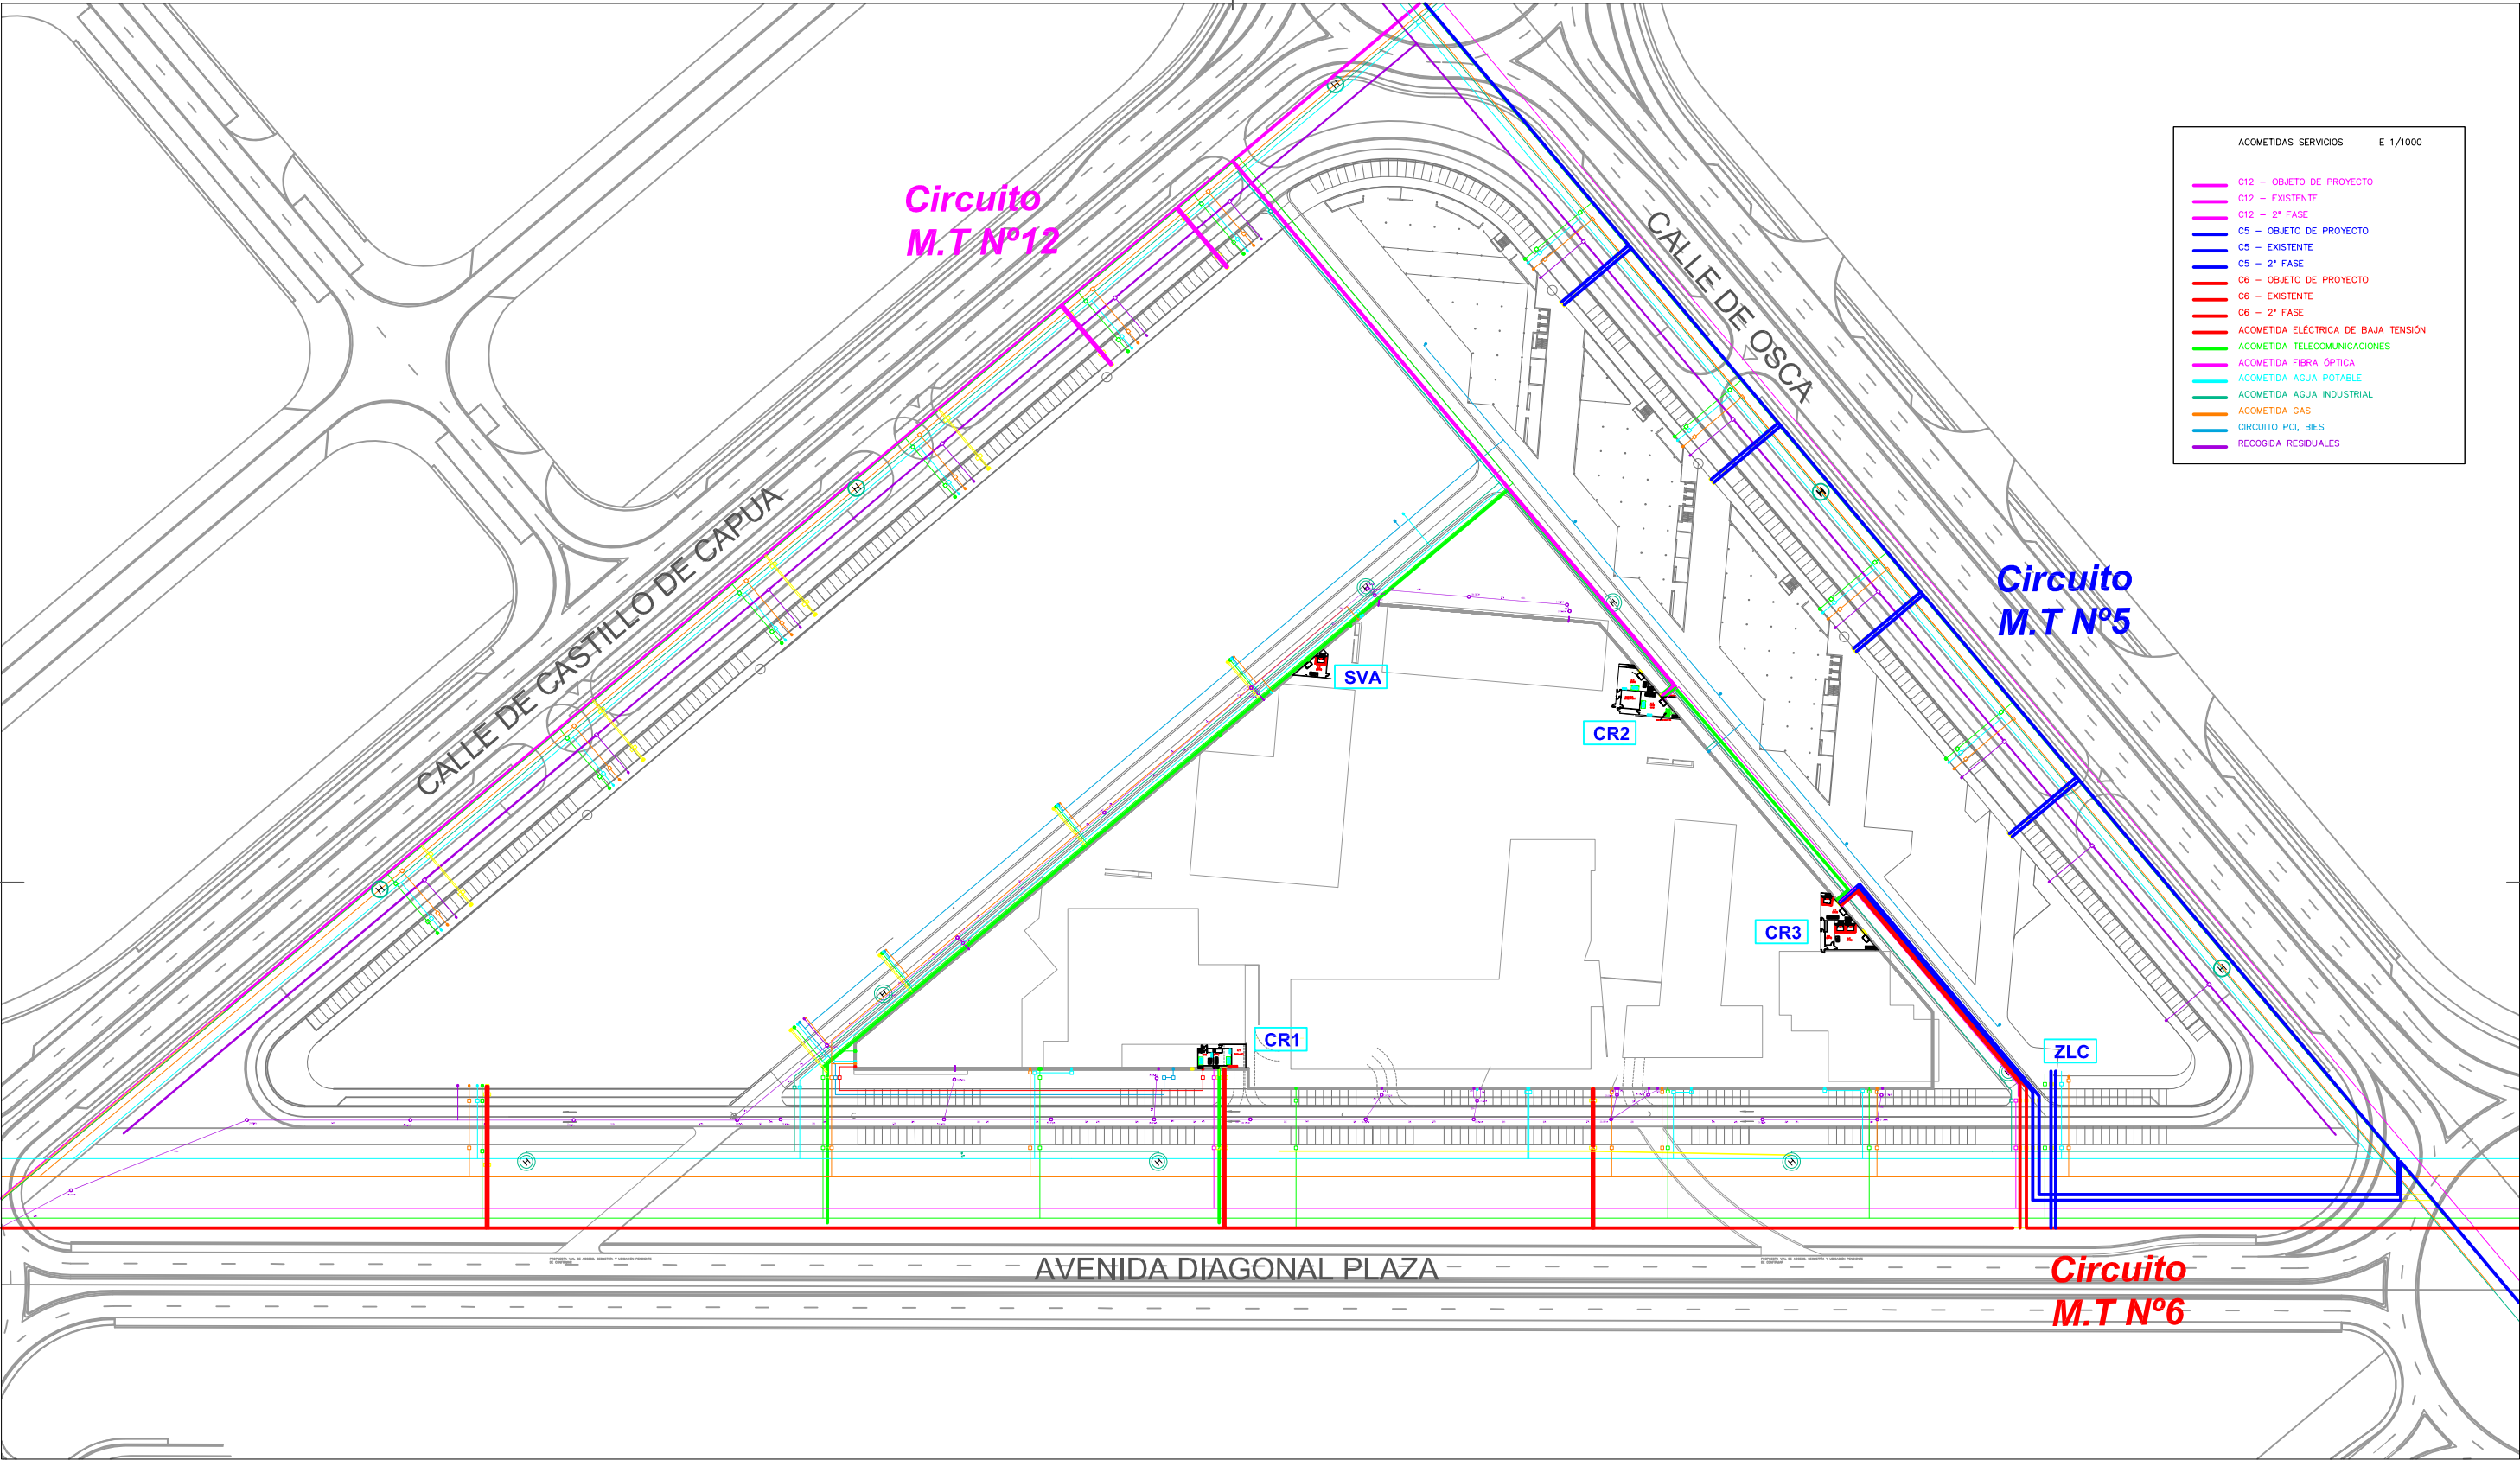 ACOMETIDAS SERVICIOS E 1/1000
C12 – OBJETO DE PROYECTO
C12 – EXISTENTE
C12 – 2ª FASE
C5 – OBJETO DE PROYECTO
C5 – EXISTENTE
C5 – 2ª FASE
C6 – OBJETO DE PROYECTO
C6 – EXISTENTE
C6 – 2ª FASE
ACOMETIDA ELÉCTRICA DE BAJA TENSIÓN
ACOMETIDA TELECOMUNICACIONES
ACOMETIDA FIBRA ÓPTICA
ACOMETIDA AGUA POTABLE
ACOMETIDA AGUA INDUSTRIAL
ACOMETIDA GAS
CIRCUITO PCI, BIES
RECOGIDA RESIDUALES
Circuito
M.T Nº12
CALLE DE OSCA
CALLE DE CASTILLO DE CAPUA
Circuito
M.T Nº5
SVA
CR2
CR3
CR1
ZLC
AVENIDA DIAGONAL PLAZA
Circuito
M.T Nº6
H
H
H
H
H
H
H
H
H
H